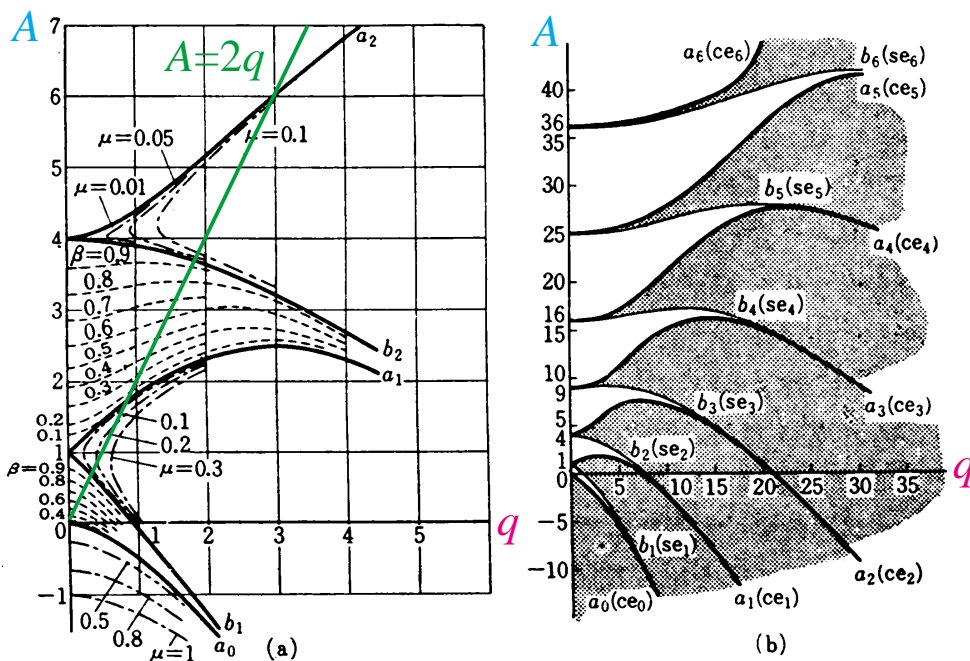 A
7
6
5
4
3
2
1
0
−1
A=2q
a₂
μ=0.05
μ=0.1
μ=0.01
β=0.9
0.8
0.7
0.6
0.5
0.4
0.3
0.2
0.1
b₂
a₁
0.1
0.2
μ=0.3
β=0.9
0.8
0.6
0.4
1
2
3
4
5
q
0.5
0.8
μ=1
b₁
a₀
(a)
A
40
36
35
30
25
20
16
15
10
9
5
4
1
0
−5
−10
a₆(ce₆)
b₆(se₆)
a₅(ce₅)
b₅(se₅)
a₄(ce₄)
b₄(se₄)
a₃(ce₃)
b₃(se₃)
b₂(se₂)
5
10
15
20
25
30
35
q
b₁(se₁)
a₀(ce₀)
a₁(ce₁)
a₂(ce₂)
(b)